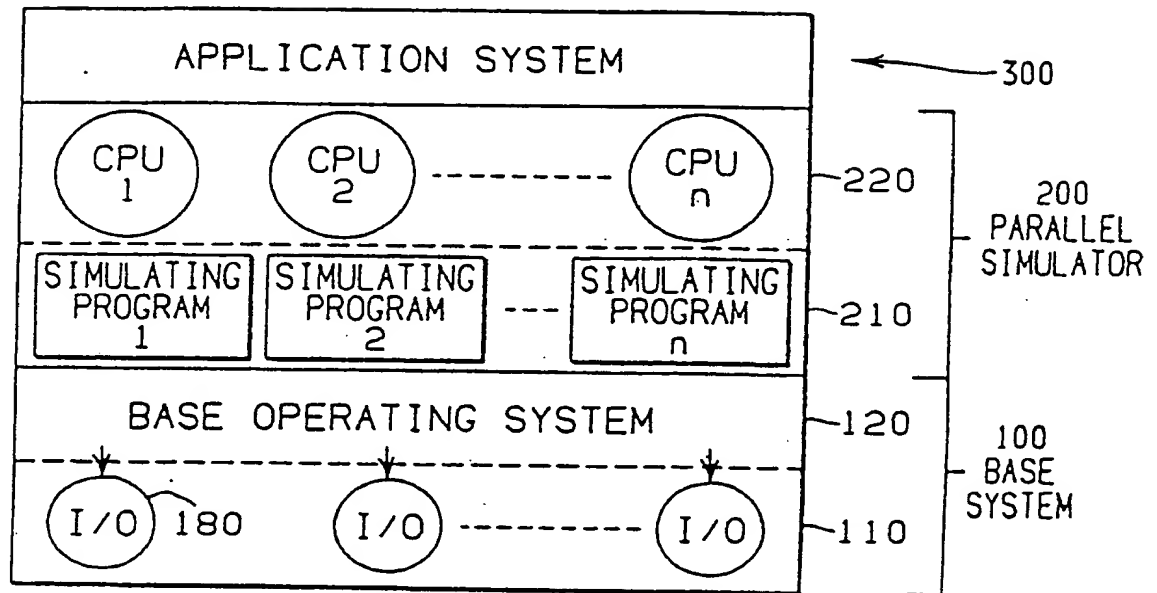 APPLICATION SYSTEM
300
CPU 1
CPU 2
CPU n
220
200 PARALLEL SIMULATOR
SIMULATING PROGRAM 1
SIMULATING PROGRAM 2
SIMULATING PROGRAM n
210
BASE OPERATING SYSTEM
120
100 BASE SYSTEM
I/O
180
I/O
I/O
110